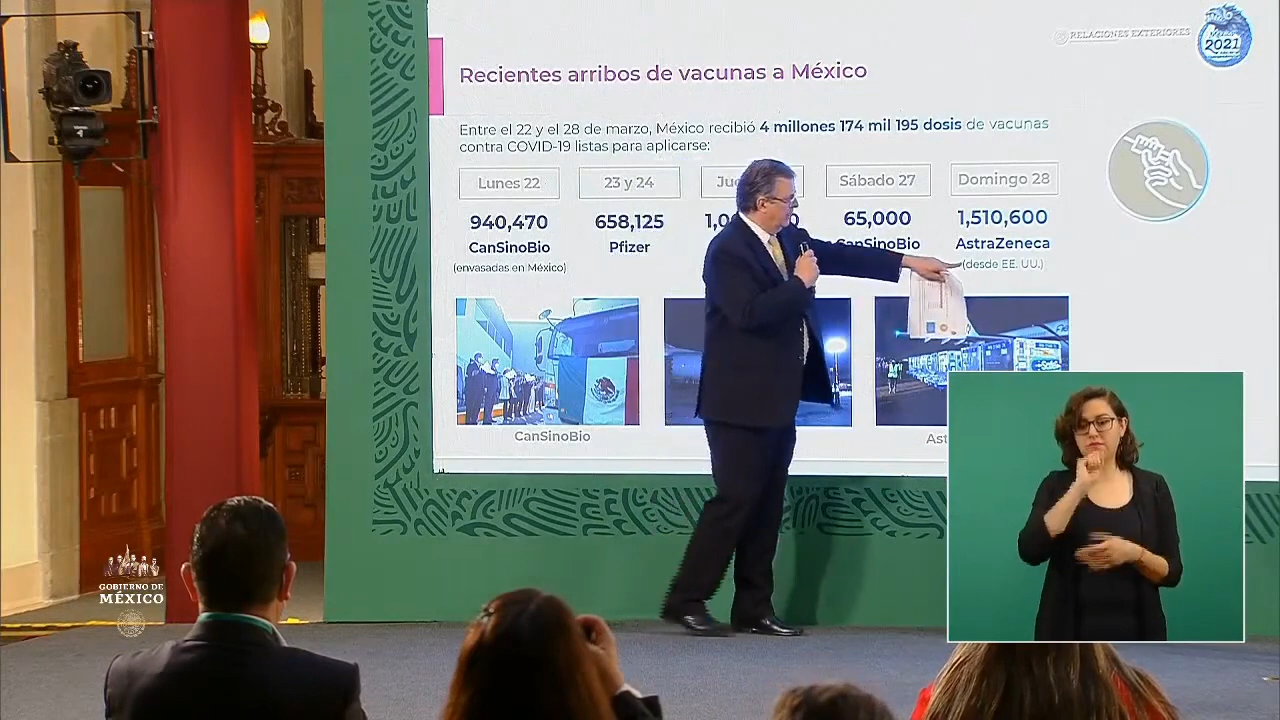 RELACIONES EXTERIORES
México
2021
Recientes arribos de vacunas a México
Entre el 22 y el 28 de marzo, México recibió 4 millones 174 mil 195 dosis de vacunas
contra COVID-19 listas para aplicarse:
Lunes 22
23 y 24
Sábado 27
Domingo 28
940,470
658,125
65,000
1,510,600
CanSinoBio
Pfizer
CanSinoBio
AstraZeneca
(envasadas en México)
(desde EE. UU.)
CanSinoBio
GOBIERNO DE
MÉXICO